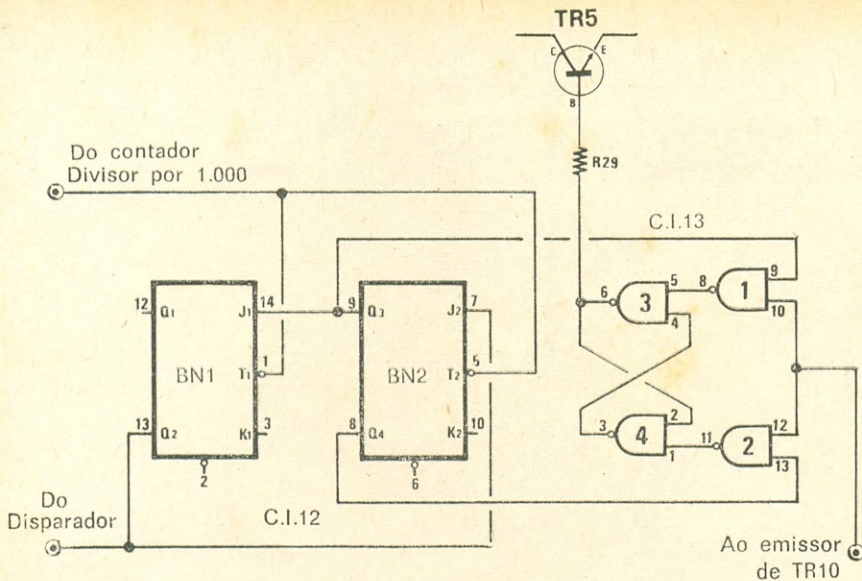 TR5
C
E
B
R29
Do contador
Divisor por 1.000
C.I.13
12
Q1
J1
14
BN1
T1
1
13
Q2
K1
3
2
9
Q3
J2
7
BN2
T2
5
8
Q4
K2
10
6
6
3
5
4
8
1
9
10
3
4
2
1
11
2
12
13
Do
Disparador
C.I.12
Ao emissor
de TR10